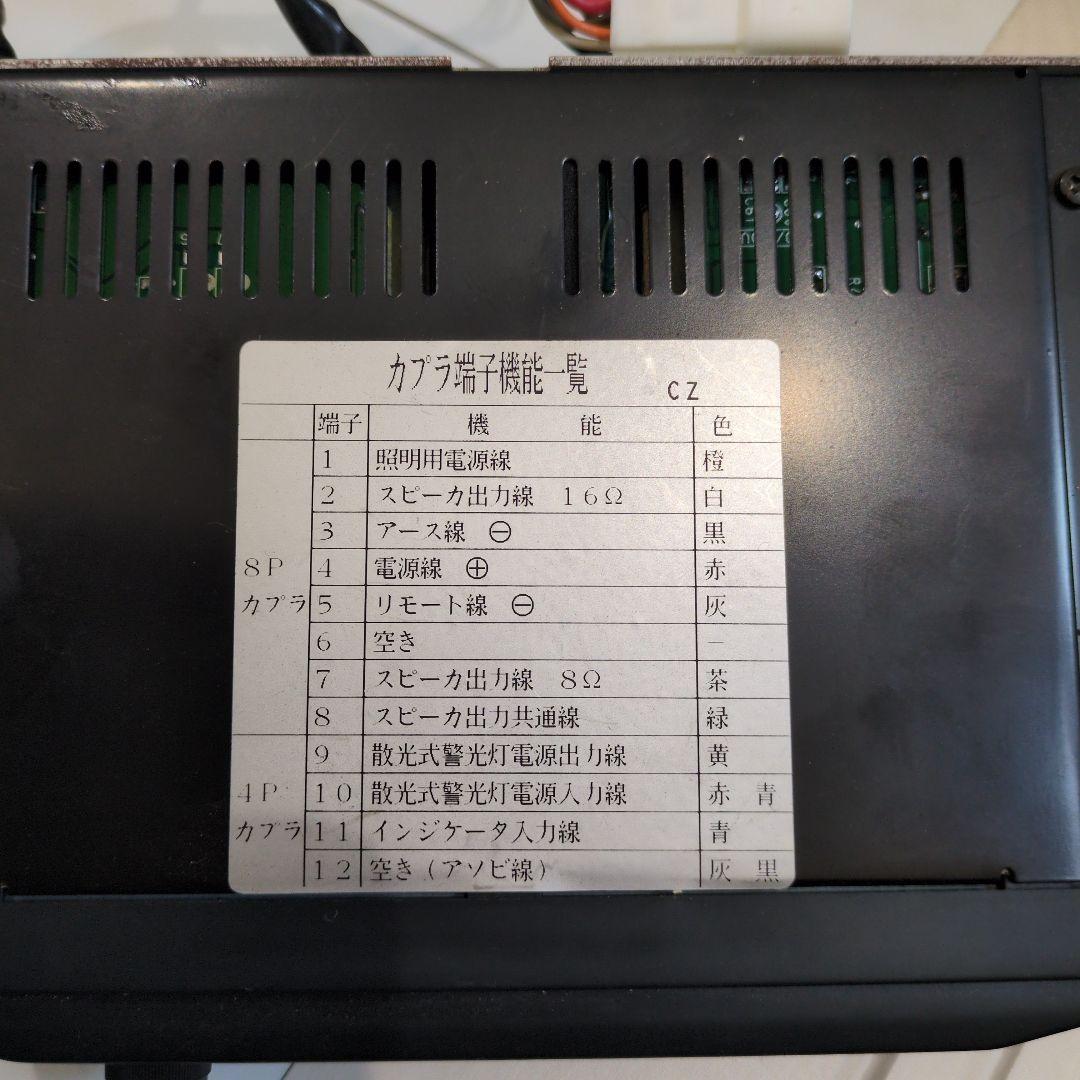 カプラ端子機能一覧 CZ
端子 機能 色
1 照明用電源線 橙
2 スピーカ出力線 16Ω 白
3 アース線 ⊖ 黒
8P 4 電源線 ⊕ 赤
カプラ 5 リモート線 ⊖ 灰
6 空き －
7 スピーカ出力線 8Ω 茶
8 スピーカ出力共通線 緑
9 散光式警光灯電源出力線 黄
4P 10 散光式警光灯電源入力線 赤 青
カプラ 11 インジケータ入力線 青
12 空き（アソビ線） 灰 黒